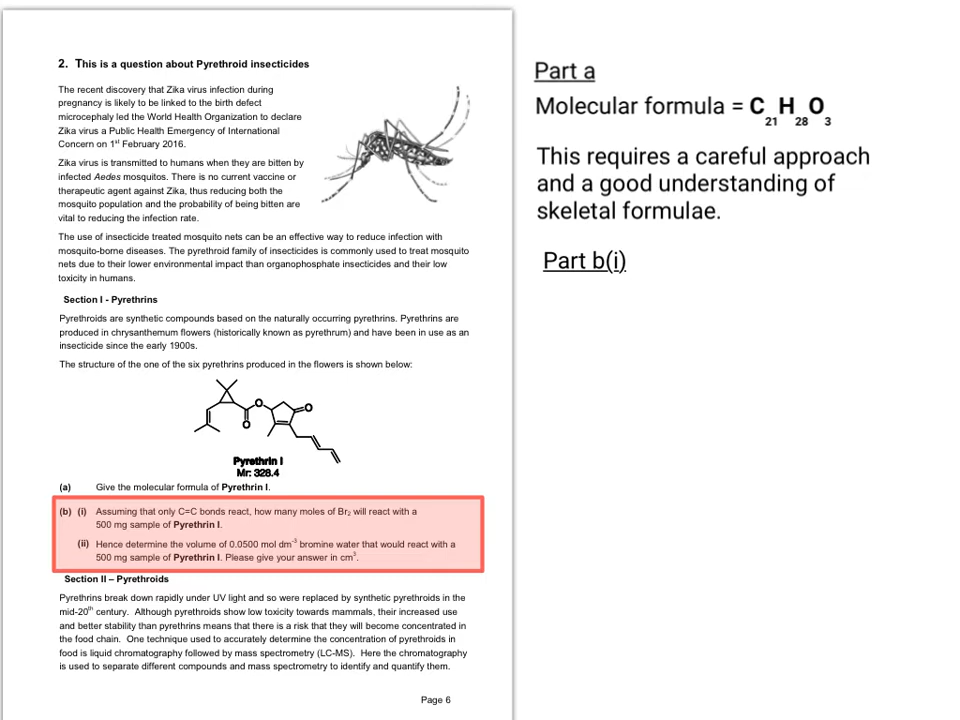 2. This is a question about Pyrethroid insecticides
The recent discovery that Zika virus infection during
pregnancy is likely to be linked to the birth defect
microcephaly led the World Health Organization to declare
Zika virus a Public Health Emergency of International
Concern on 1st February 2016.
Zika virus is transmitted to humans when they are bitten by
infected Aedes mosquitos. There is no current vaccine or
therapeutic agent against Zika, thus reducing both the
mosquito population and the probability of being bitten are
vital to reducing the infection rate.
The use of insecticide treated mosquito nets can be an effective way to reduce infection with
mosquito-borne diseases. The pyrethroid family of insecticides is commonly used to treat mosquito
nets due to their lower environmental impact than organophosphate insecticides and their low
toxicity in humans.
Section I - Pyrethrins
Pyrethroids are synthetic compounds based on the naturally occurring pyrethrins. Pyrethrins are
produced in chrysanthemum flowers (historically known as pyrethrum) and have been in use as an
insecticide since the early 1900s.
The structure of the one of the six pyrethrins produced in the flowers is shown below:
O
O
O
Pyrethrin I
Mr: 328.4
(a) Give the molecular formula of Pyrethrin I.
(b) (i) Assuming that only C=C bonds react, how many moles of Br2 will react with a
500 mg sample of Pyrethrin I.
(ii) Hence determine the volume of 0.0500 mol dm-3 bromine water that would react with a
500 mg sample of Pyrethrin I. Please give your answer in cm3.
Section II – Pyrethroids
Pyrethrins break down rapidly under UV light and so were replaced by synthetic pyrethroids in the
mid-20th century. Although pyrethroids show low toxicity towards mammals, their increased use
and better stability than pyrethrins means that there is a risk that they will become concentrated in
the food chain. One technique used to accurately determine the concentration of pyrethroids in
food is liquid chromatography followed by mass spectrometry (LC-MS). Here the chromatography
is used to separate different compounds and mass spectrometry to identify and quantify them.
Page 6
Part a
Molecular formula = C21H28O3
This requires a careful approach
and a good understanding of
skeletal formulae.
Part b(i)